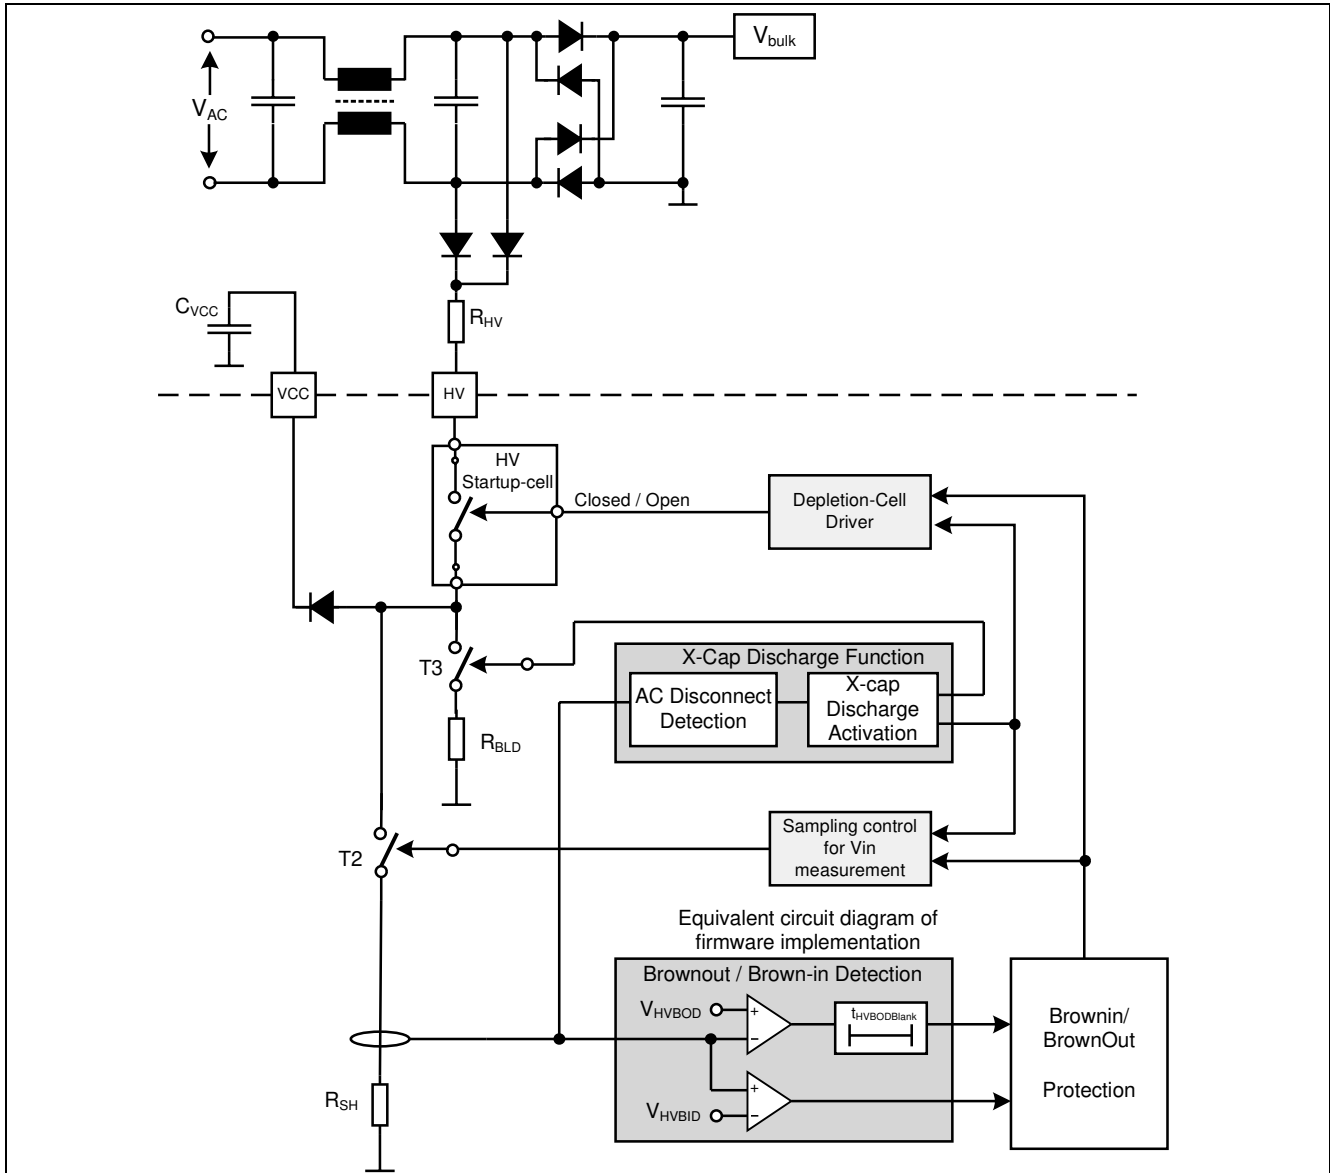 V_bulk
V_AC
C_VCC
R_HV
VCC
HV
HV
Startup-cell
Closed / Open
Depletion-Cell
Driver
T3
X-Cap Discharge Function
AC Disconnect
Detection
X-cap
Discharge
Activation
R_BLD
T2
Sampling control
for Vin
measurement
Equivalent circuit diagram of
firmware implementation
Brownout / Brown-in Detection
V_HVBOD
+
−
t_HVBODBlank
Brownin/
BrownOut
Protection
R_SH
V_HVBID
+
−